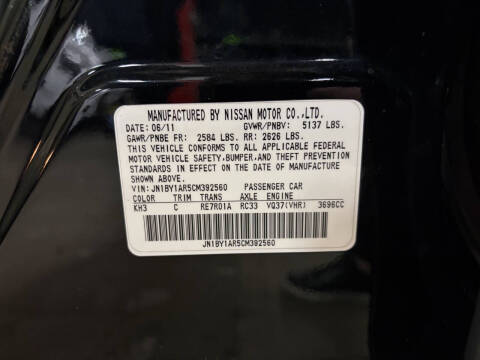 MANUFACTURED BY NISSAN MOTOR CO.,LTD.
DATE: 06/11 GVWR/PNBV: 5137 LBS.
GAWR/PNBE FR: 2584 LBS. RR: 2626 LBS.
THIS VEHICLE CONFORMS TO ALL APPLICABLE FEDERAL
MOTOR VEHICLE SAFETY,BUMPER,AND THEFT PREVENTION
STANDARDS IN EFFECT ON THE DATE OF MANUFACTURE
SHOWN ABOVE.
VIN: JN1BY1AR5CM392560 PASSENGER CAR
COLOR TRIM TRANS AXLE ENGINE
KH3 C RE7R01A RC33 VQ37(VHR) 3696CC
JN1BY1AR5CM392560